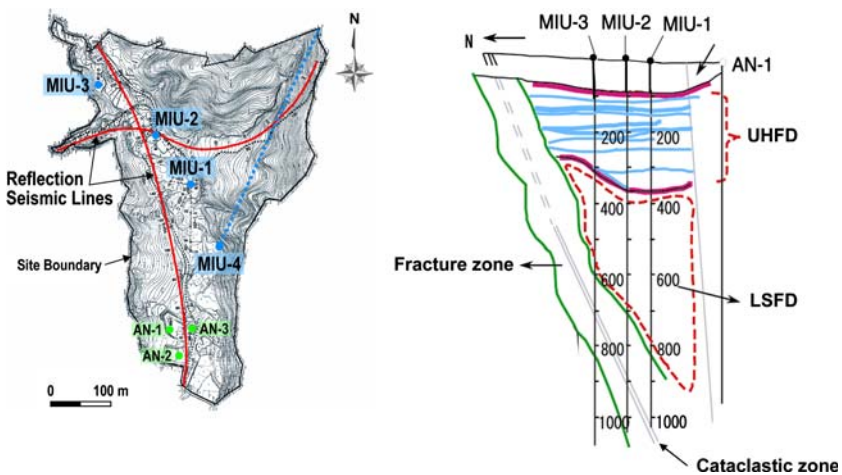 N
MIU-3
MIU-2
MIU-1
Reflection
Seismic Lines
MIU-4
Site Boundary
AN-1
AN-3
AN-2
0 100 m
MIU-3 MIU-2 MIU-1
N
AN-1
200 200
UHFD
400 400
600 600
Fracture zone
LSFD
800 800
1000 1000
Cataclastic zone